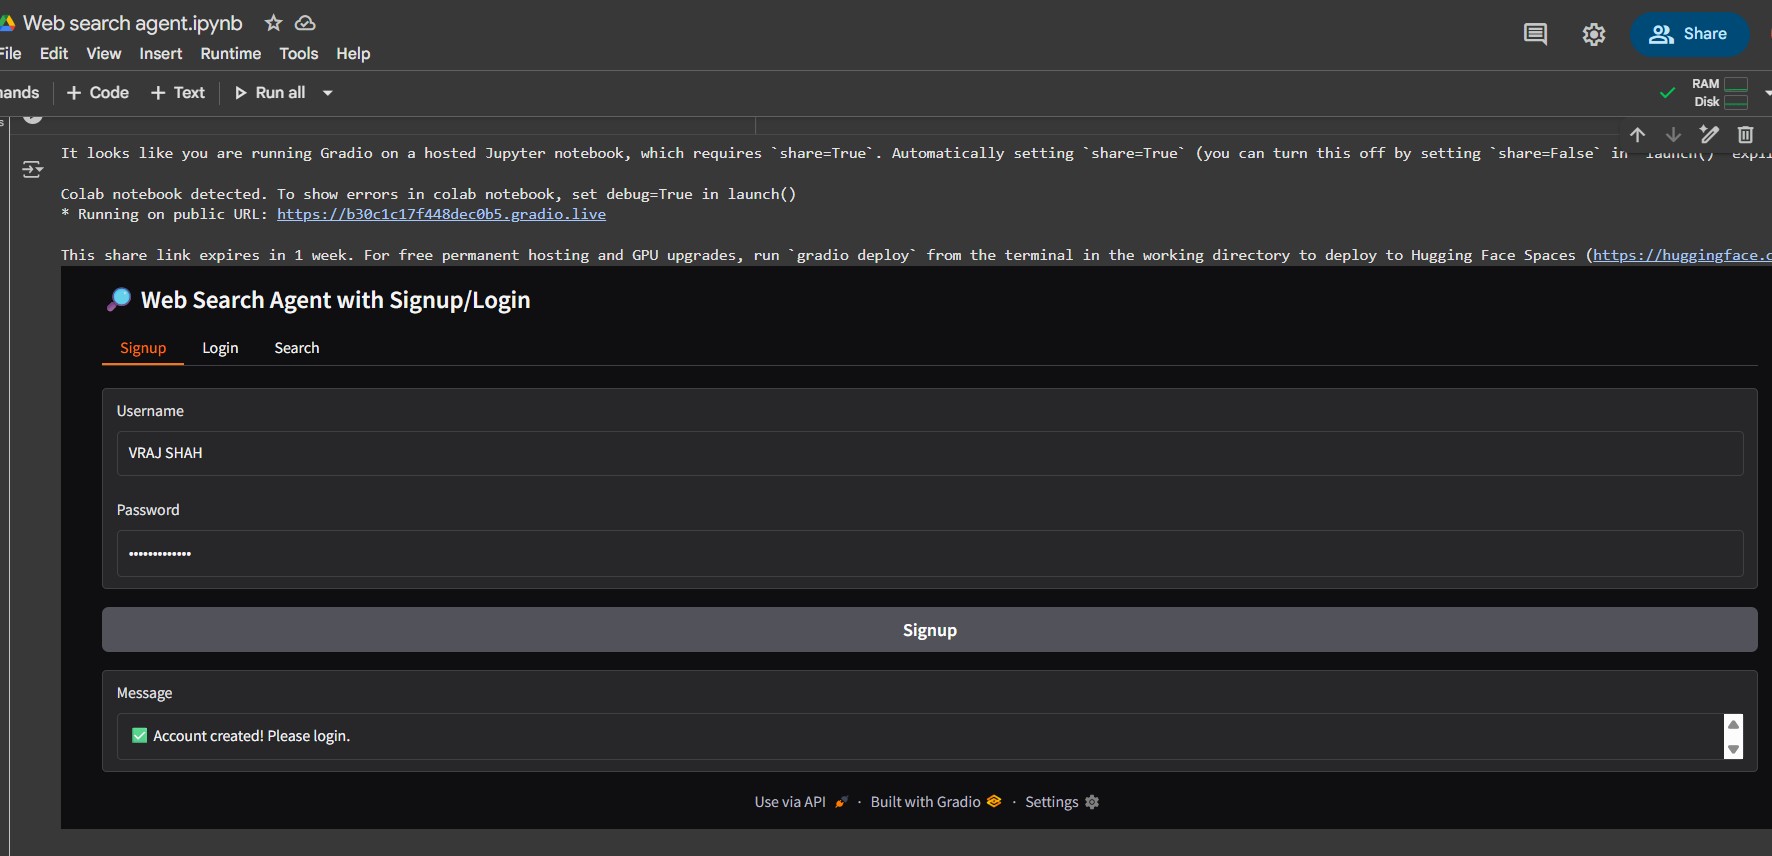 Web search agent.ipynb
File Edit View Insert Runtime Tools Help
Share
+ Code + Text Run all
RAM
Disk
It looks like you are running Gradio on a hosted Jupyter notebook, which requires `share=True`. Automatically setting `share=True` (you can turn this off by setting `share=False` in `launch()`
Colab notebook detected. To show errors in colab notebook, set debug=True in launch()
* Running on public URL: https://b30c1c17f448dec0b5.gradio.live
This share link expires in 1 week. For free permanent hosting and GPU upgrades, run `gradio deploy` from the terminal in the working directory to deploy to Hugging Face Spaces (https://huggingface.c
Web Search Agent with Signup/Login
Signup Login Search
Username
VRAJ SHAH
Password
Signup
Message
Account created! Please login.
Use via API · Built with Gradio · Settings